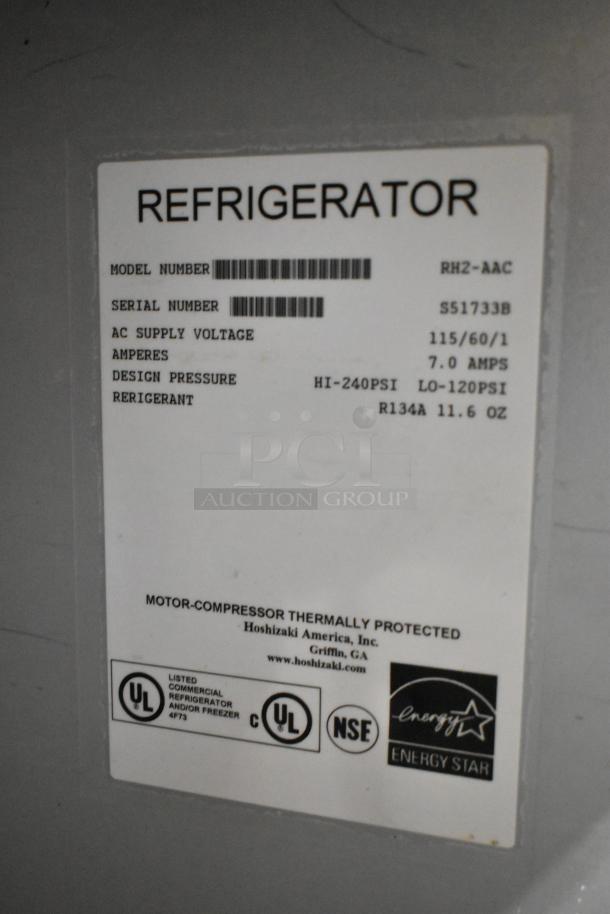 REFRIGERATOR
MODEL NUMBER RH2-AAC
SERIAL NUMBER S51733B
AC SUPPLY VOLTAGE 115/60/1
AMPERES 7.0 AMPS
DESIGN PRESSURE HI-240PSI LO-120PSI
RERIGERANT R134A 11.6 OZ
PCI
AUCTION GROUP
MOTOR-COMPRESSOR THERMALLY PROTECTED
Hoshizaki America, Inc.
Griffin, GA
www.hoshizaki.com
UL
LISTED
COMMERCIAL
REFRIGERATOR
AND/OR FREEZER
4F73
C UL
NSF
energy
ENERGY STAR